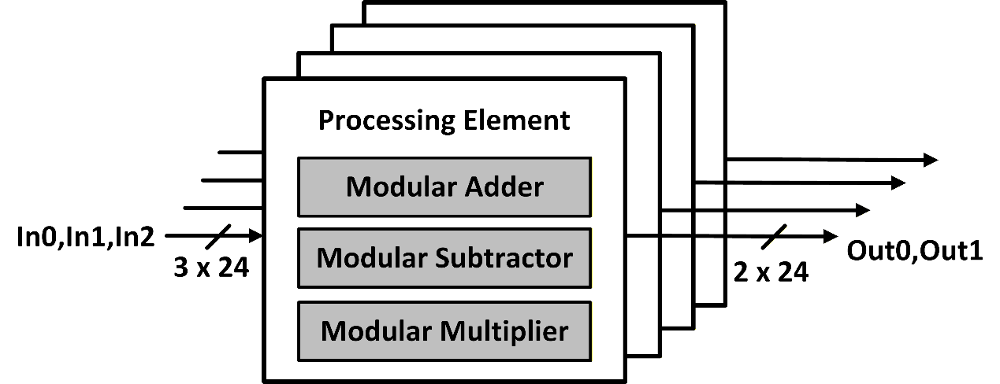 Processing Element
Modular Adder
Modular Subtractor
Modular Multiplier
In0,In1,In2
3 x 24
Out0,Out1
2 x 24